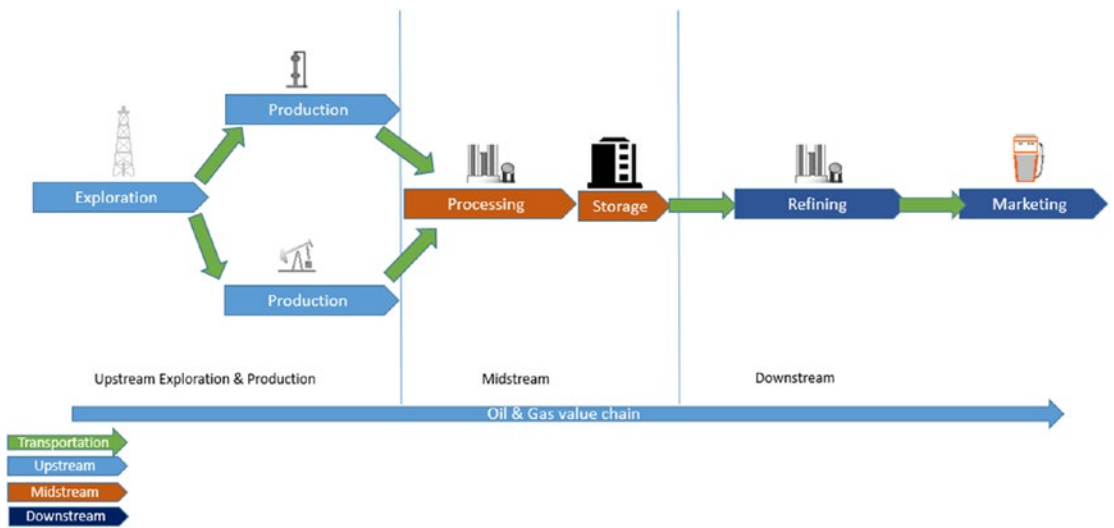 Production
Exploration
Processing
Storage
Refining
Marketing
Production
Upstream Exploration & Production
Midstream
Downstream
Oil & Gas value chain
Transportation
Upstream
Midstream
Downstream